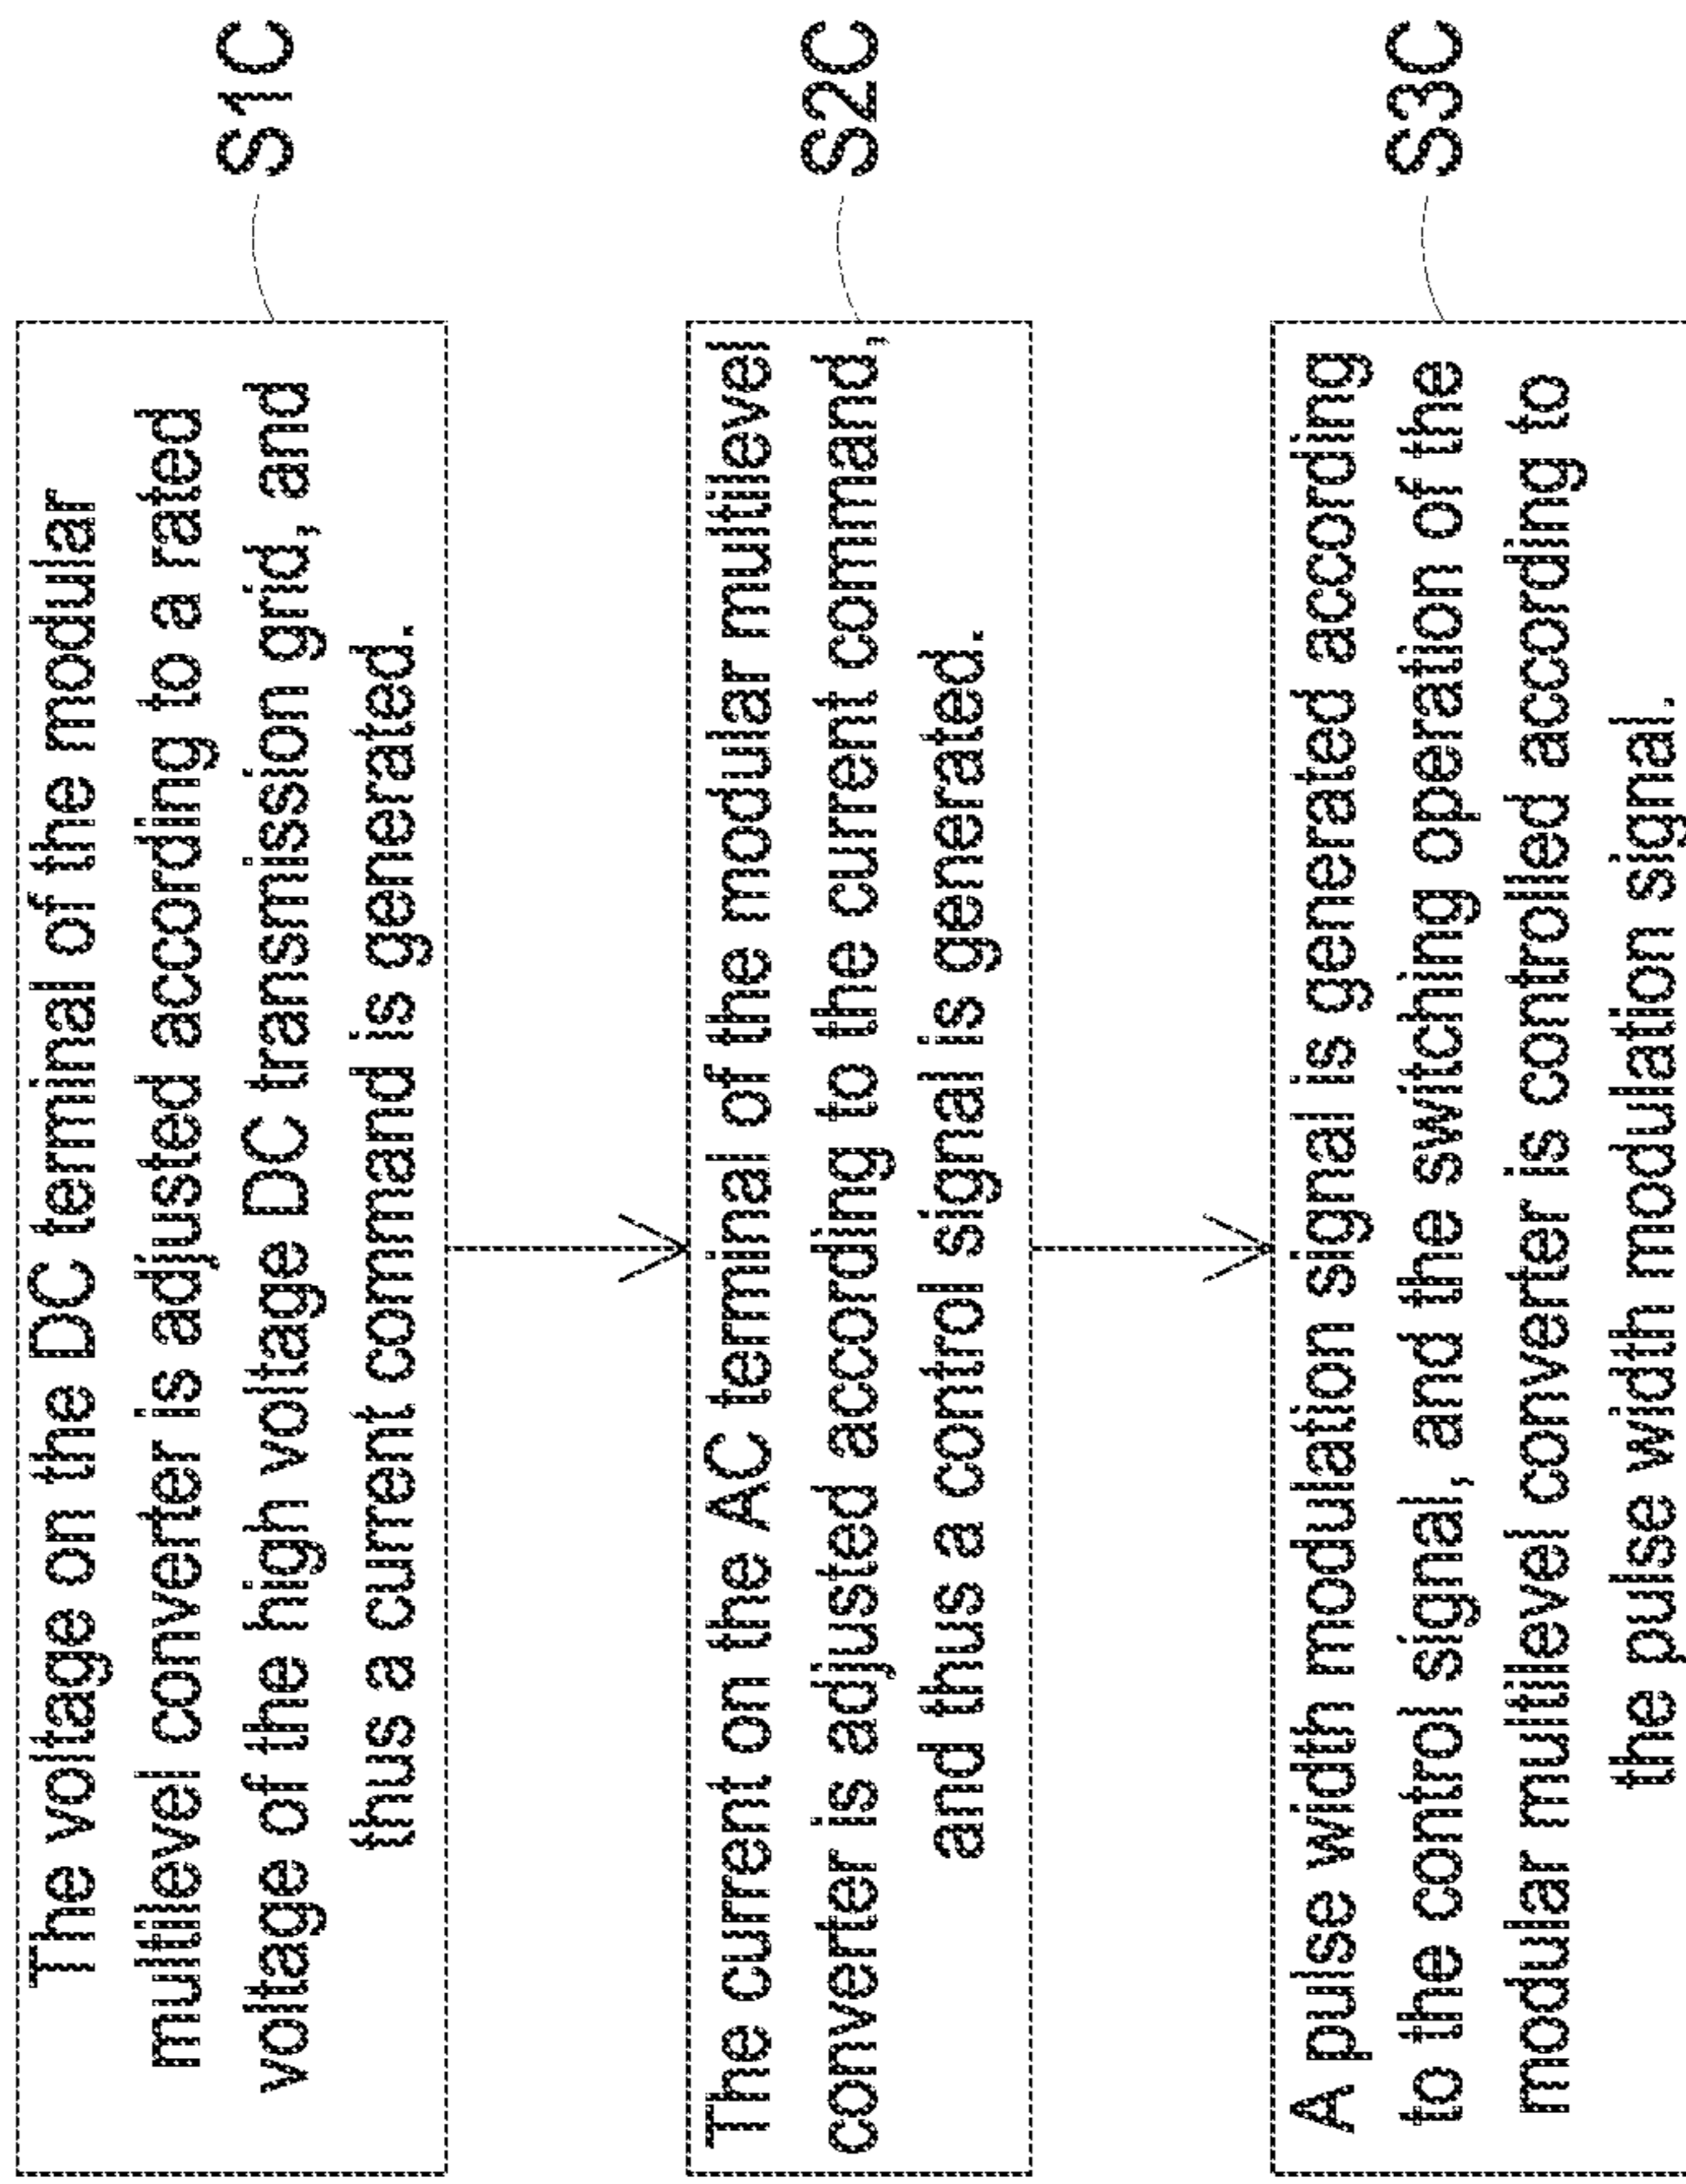 The voltage on the DC terminal of the modular
multilevel converter is adjusted according to a rated
voltage of the high voltage DC transmission grid, and
thus a current command is generated.
S1C
The current on the AC terminal of the modular multilevel
converter is adjusted according to the current command,
and thus a control signal is generated.
S2C
A pulse width modulation signal is generated according
to the control signal, and the switching operation of the
modular multilevel converter is controlled according to
the pulse width modulation signal.
S3C